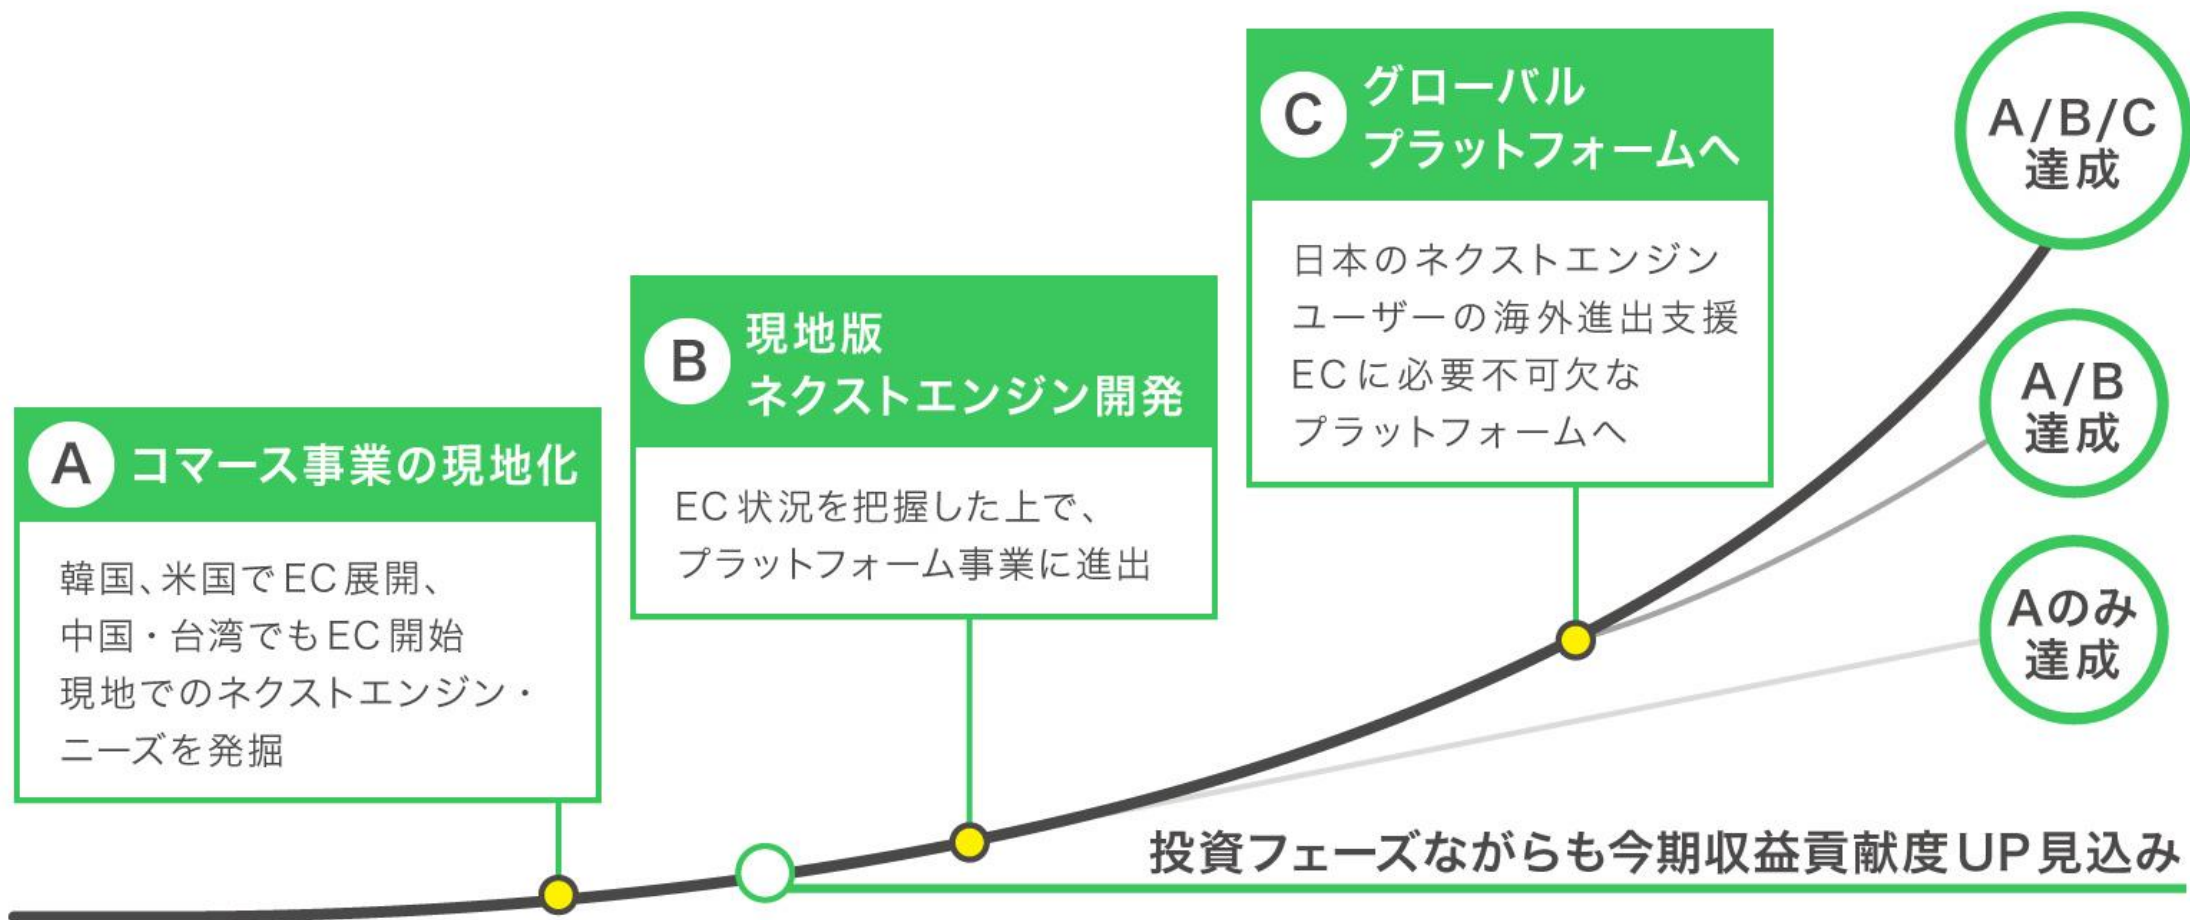 A コマース事業の現地化
韓国、米国でEC展開、
中国・台湾でもEC開始
現地でのネクストエンジン・
ニーズを発掘
B 現地版
ネクストエンジン開発
EC状況を把握した上で、
プラットフォーム事業に進出
C グローバル
プラットフォームへ
日本のネクストエンジン
ユーザーの海外進出支援
ECに必要不可欠な
プラットフォームへ
A/B/C
達成
A/B
達成
Aのみ
達成
投資フェーズながらも今期収益貢献度UP見込み